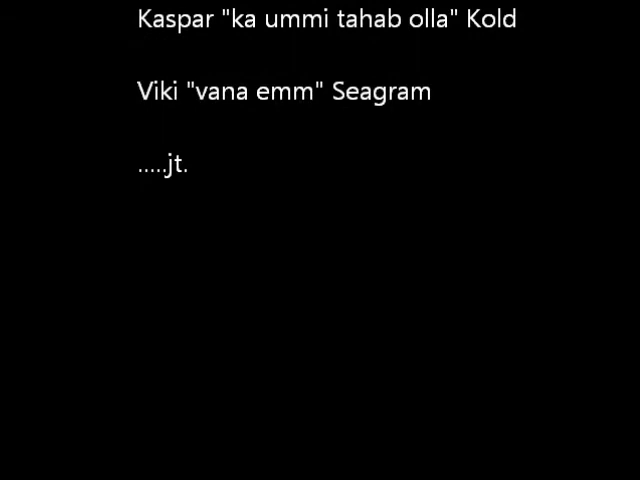 Kaspar "ka ummi tahab olla" Kold
Viki "vana emm" Seagram
.....jt.